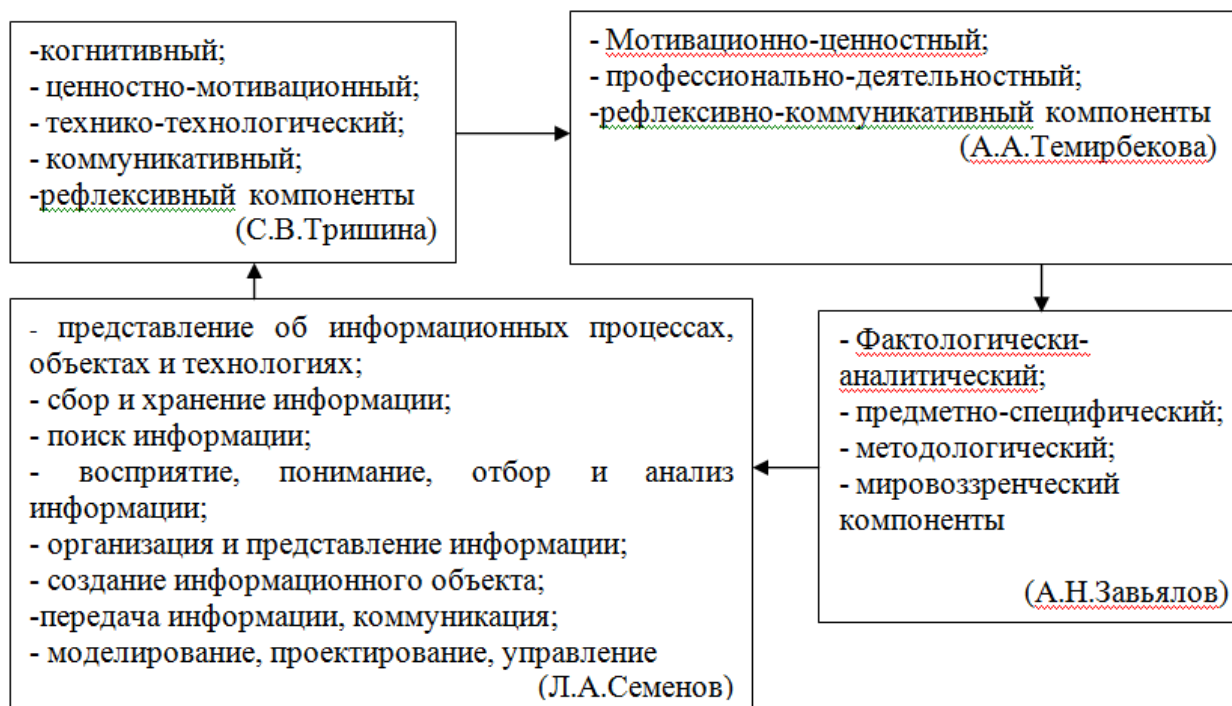 -когнитивный;
- ценностно-мотивационный;
- технико-технологический;
- коммуникативный;
-рефлексивный компоненты
(С.В.Тришина)
- Мотивационно-ценностный;
- профессионально-деятельностный;
-рефлексивно-коммуникативный компоненты
(А.А.Темирбекова)
- представление об информационных процессах,
объектах и технологиях;
- сбор и хранение информации;
- поиск информации;
- восприятие, понимание, отбор и анализ
информации;
- организация и представление информации;
- создание информационного объекта;
-передача информации, коммуникация;
- моделирование, проектирование, управление
(Л.А.Семенов)
- Фактологически-
аналитический;
- предметно-специфический;
- методологический;
- мировоззренческий
компоненты
(А.Н.Завьялов)